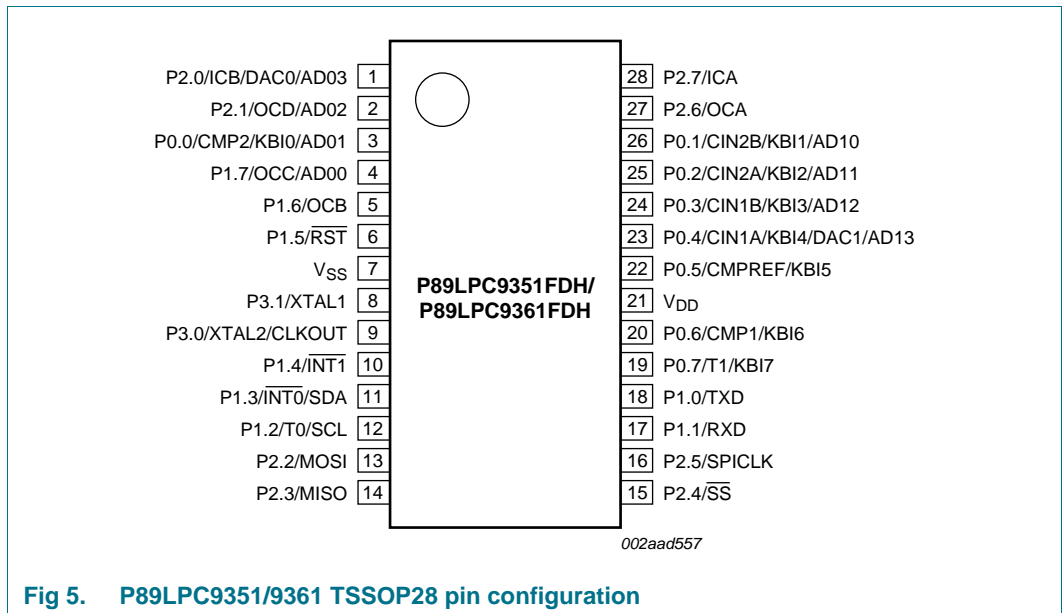 P2.0/ICB/DAC0/AD03 1
P2.1/OCD/AD02 2
P0.0/CMP2/KBI0/AD01 3
P1.7/OCC/AD00 4
P1.6/OCB 5
P1.5/R̅S̅T̅ 6
VSS 7
P3.1/XTAL1 8
P3.0/XTAL2/CLKOUT 9
P1.4/I̅N̅T̅1̅ 10
P1.3/I̅N̅T̅0̅/SDA 11
P1.2/T0/SCL 12
P2.2/MOSI 13
P2.3/MISO 14
P89LPC9351FDH/
P89LPC9361FDH
28 P2.7/ICA
27 P2.6/OCA
26 P0.1/CIN2B/KBI1/AD10
25 P0.2/CIN2A/KBI2/AD11
24 P0.3/CIN1B/KBI3/AD12
23 P0.4/CIN1A/KBI4/DAC1/AD13
22 P0.5/CMPREF/KBI5
21 VDD
20 P0.6/CMP1/KBI6
19 P0.7/T1/KBI7
18 P1.0/TXD
17 P1.1/RXD
16 P2.5/SPICLK
15 P2.4/S̅S̅
002aad557
Fig 5. P89LPC9351/9361 TSSOP28 pin configuration